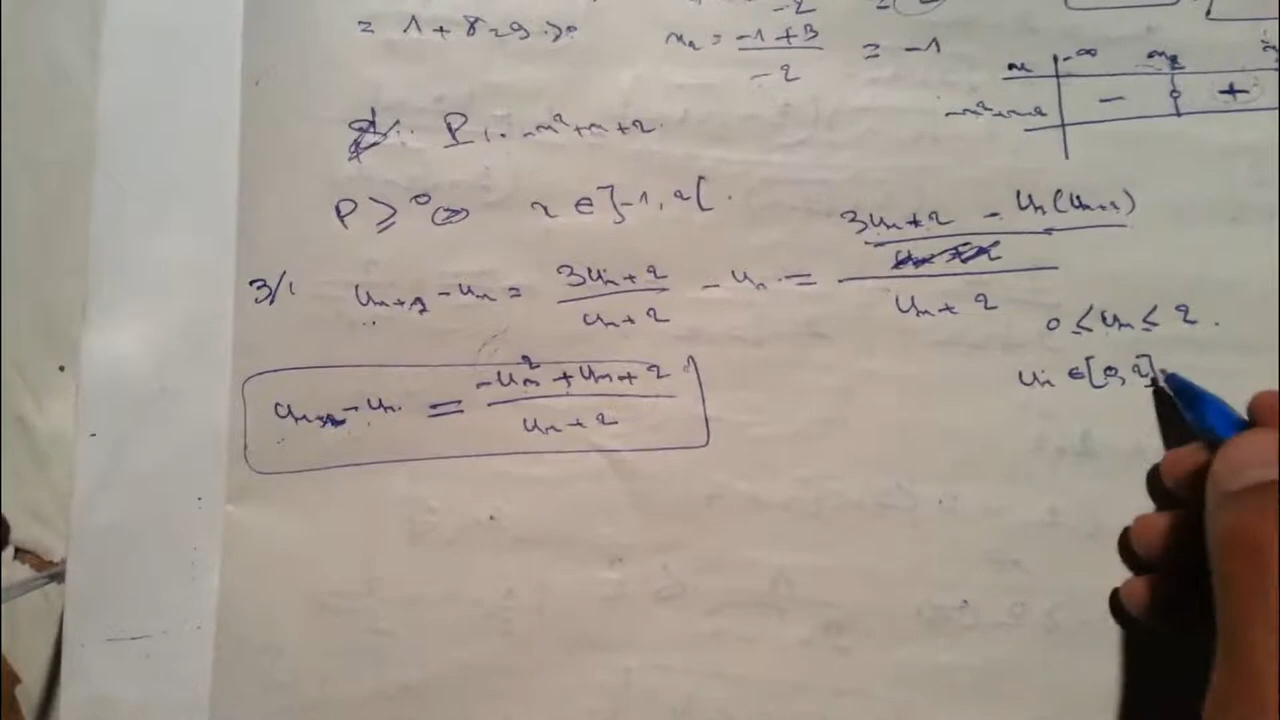 = 1 + 8 = 9 > 0
x₂ = (-1 + 3)/(-2) = -1
x -∞ x₂
-x²+x+2 - 0 +
P : -x²+x+2
P ≥ 0 x ∈ ]-1, 2[.
3/ Uₙ₊₁ - Uₙ = (3Uₙ+2)/(Uₙ+2) - Uₙ = (3Uₙ+2 - Uₙ(Uₙ+2))/(Uₙ+2)
0 ≤ Uₙ ≤ 2.
Uₙ₊₁ - Uₙ = (-Uₙ² + Uₙ + 2)/(Uₙ + 2)
Uₙ ∈ [0, 2]